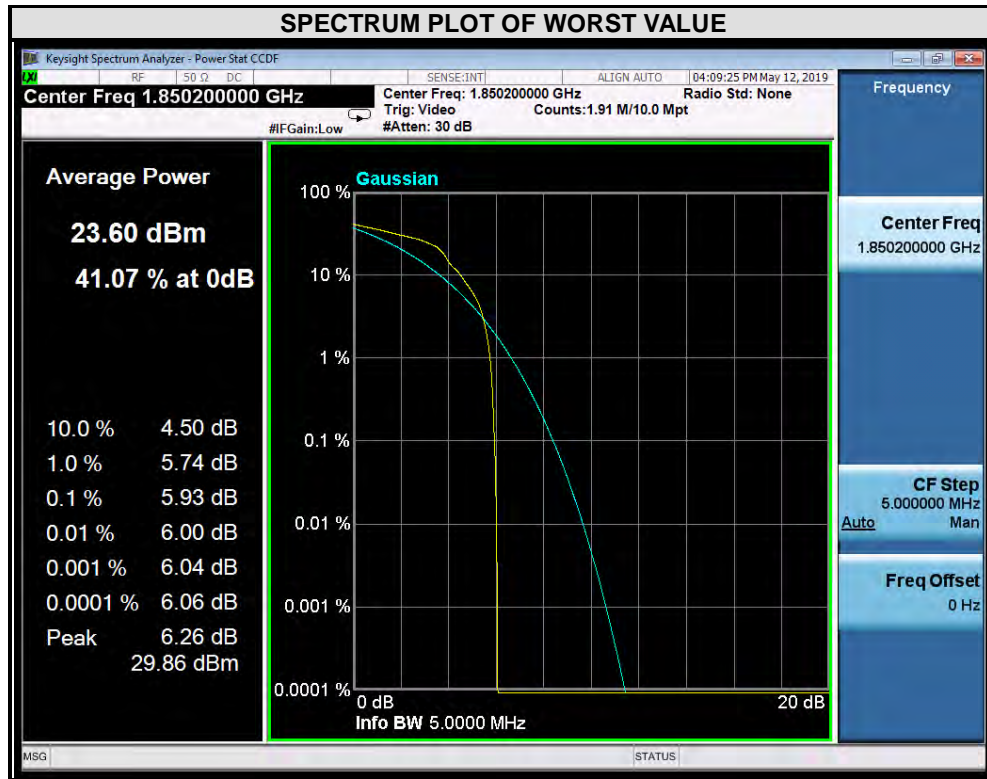 SPECTRUM PLOT OF WORST VALUE
Keysight Spectrum Analyzer - Power Stat CCDF
LXI RF 50 Ω DC SENSE:INT ALIGN AUTO 04:09:25 PM May 12, 2019
Center Freq 1.850200000 GHz
Center Freq: 1.850200000 GHz Radio Std: None
Trig: Video Counts:1.91 M/10.0 Mpt
#IFGain:Low #Atten: 30 dB
Frequency
Average Power
23.60 dBm
41.07 % at 0dB
10.0 % 4.50 dB
1.0 % 5.74 dB
0.1 % 5.93 dB
0.01 % 6.00 dB
0.001 % 6.04 dB
0.0001 % 6.06 dB
Peak 6.26 dB
29.86 dBm
Gaussian
100 %
10 %
1 %
0.1 %
0.01 %
0.001 %
0.0001 %
0 dB 20 dB
Info BW 5.0000 MHz
Center Freq
1.850200000 GHz
CF Step
5.000000 MHz
Auto Man
Freq Offset
0 Hz
MSG STATUS